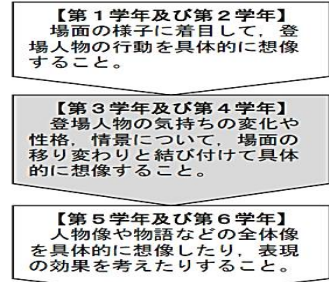 【第１学年及び第２学年】
場面の様子に着目して，登
場人物の行動を具体的に想像
すること。
【第３学年及び第４学年】
登場人物の気持ちの変化や
性格，情景について，場面の
移り変わりと結び付けて具体
的に想像すること。
【第５学年及び第６学年】
人物像や物語などの全体像
を具体的に想像したり，表現
の効果を考えたりすること。